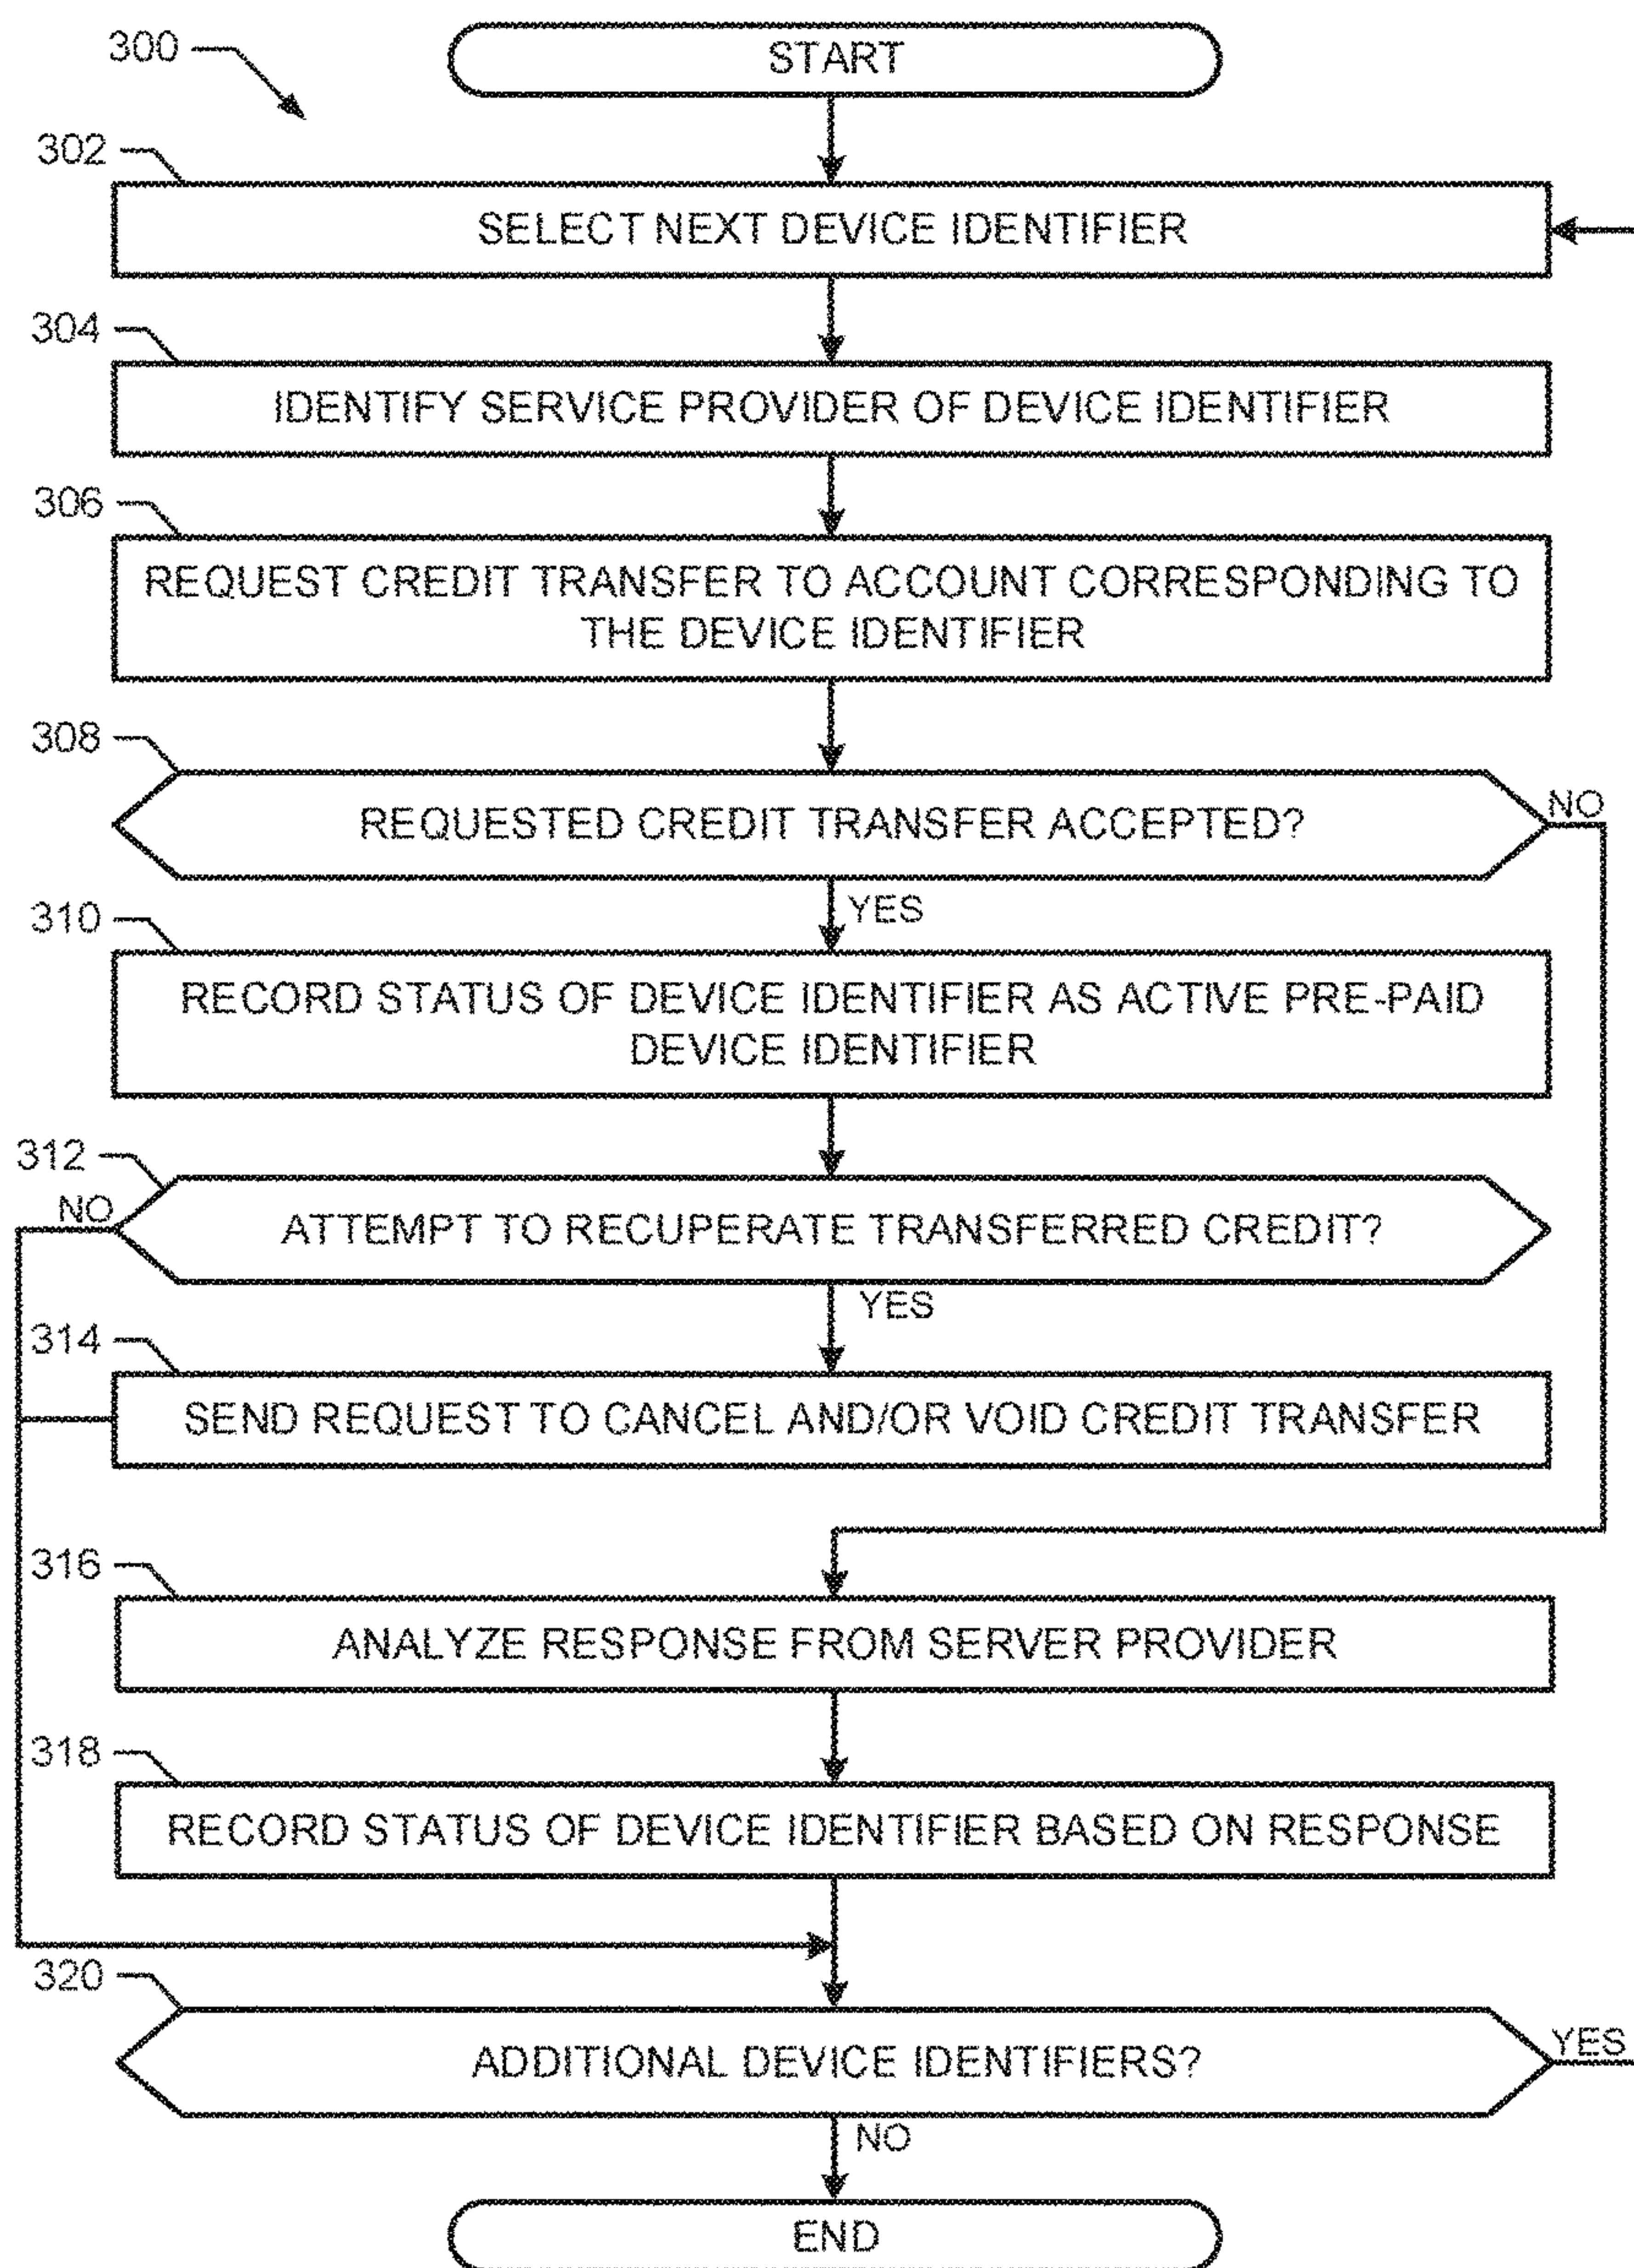 300
START
302
SELECT NEXT DEVICE IDENTIFIER
304
IDENTIFY SERVICE PROVIDER OF DEVICE IDENTIFIER
306
REQUEST CREDIT TRANSFER TO ACCOUNT CORRESPONDING TO
THE DEVICE IDENTIFIER
308
REQUESTED CREDIT TRANSFER ACCEPTED?
NO
YES
310
RECORD STATUS OF DEVICE IDENTIFIER AS ACTIVE PRE-PAID
DEVICE IDENTIFIER
312
NO
ATTEMPT TO RECUPERATE TRANSFERRED CREDIT?
YES
314
SEND REQUEST TO CANCEL AND/OR VOID CREDIT TRANSFER
316
ANALYZE RESPONSE FROM SERVER PROVIDER
318
RECORD STATUS OF DEVICE IDENTIFIER BASED ON RESPONSE
320
ADDITIONAL DEVICE IDENTIFIERS?
YES
NO
END